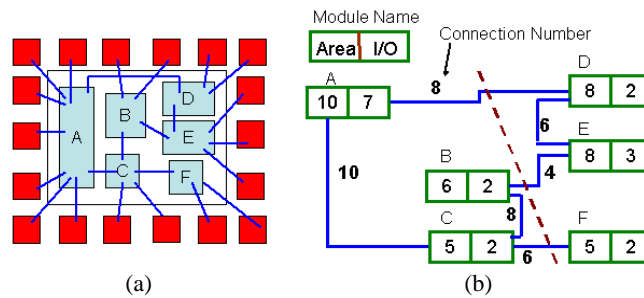 A
B
C
D
E
F
(a)
Module Name
Area I/O
Connection Number
A
10 7
8
D
8 2
6
E
8 3
4
B
6 2
10
8
C
5 2
6
F
5 2
(b)